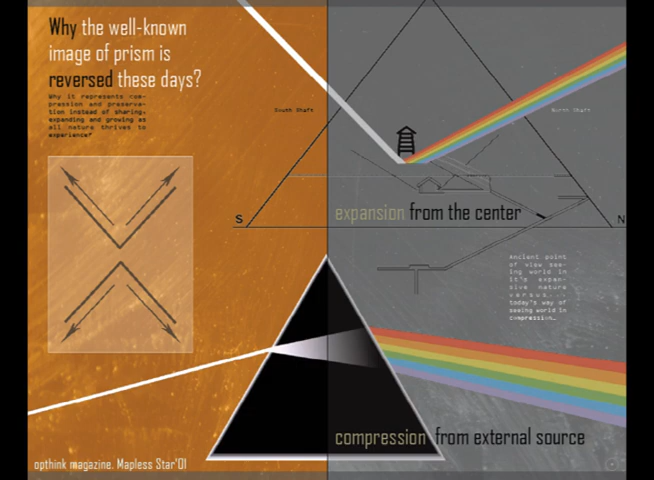 Why the well-known
image of prism is
reversed these days?
Why it represents com-
pression and preserva-
tion instead of sharing-
expanding and growing as
all nature thrives to
experience?
South Shaft
North Shaft
S
N
expansion from the center
Ancient point
of view see-
ing world in
it's expan-
sive nature
versus...
today's way of
seeing world in
compression…
compression from external source
opthink magazine. Mapless Star'01